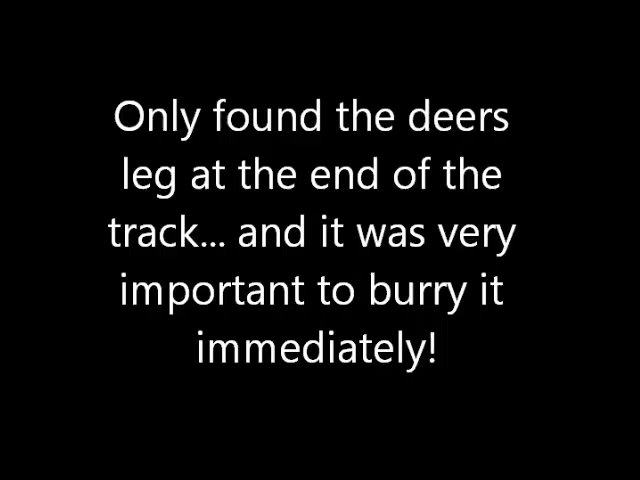 Only found the deers
leg at the end of the
track... and it was very
important to burry it
immediately!